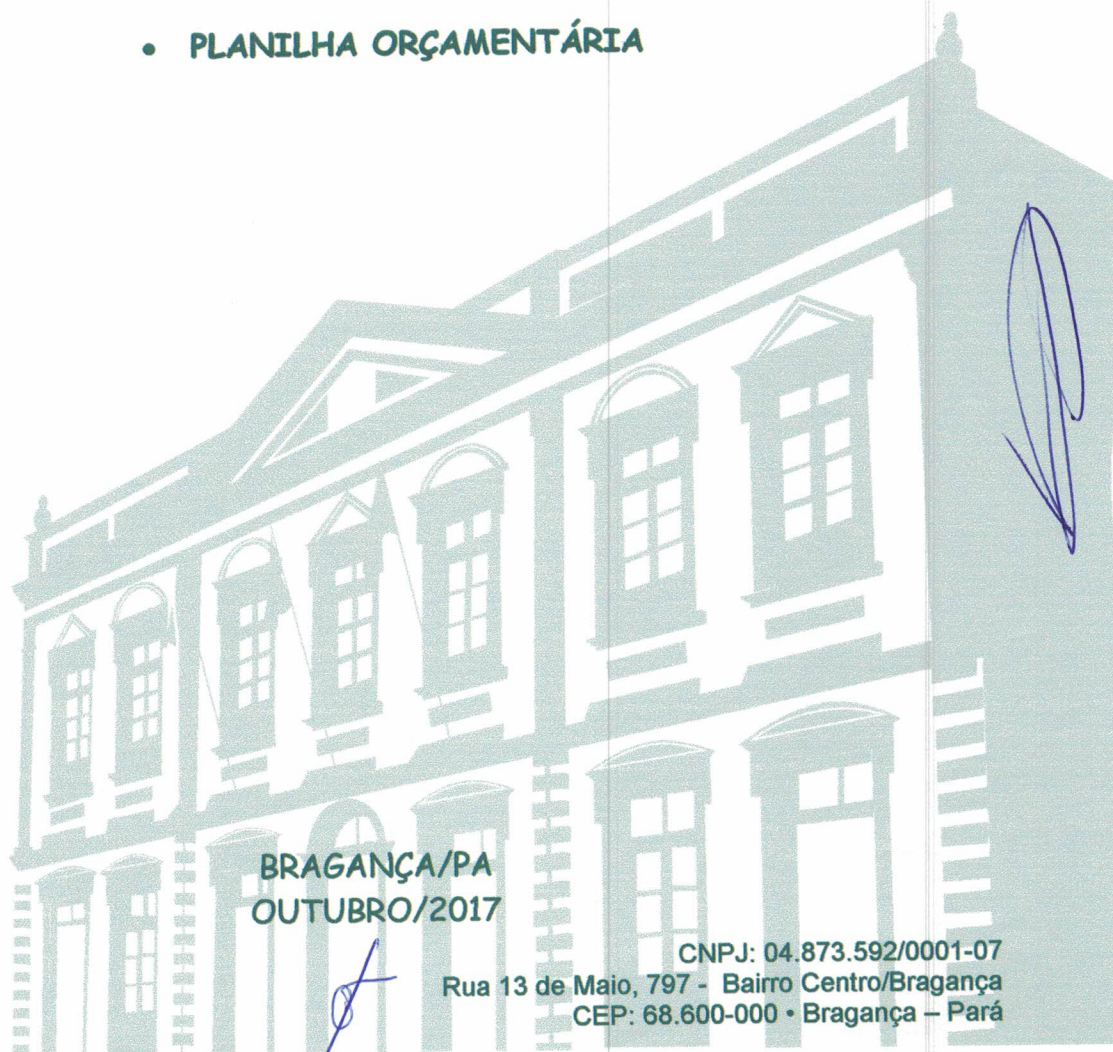 • PLANILHA ORÇAMENTÁRIA
BRAGANÇA/PA
OUTUBRO/2017
CNPJ: 04.873.592/0001-07
Rua 13 de Maio, 797 - Bairro Centro/Bragança
CEP: 68.600-000 • Bragança – Pará